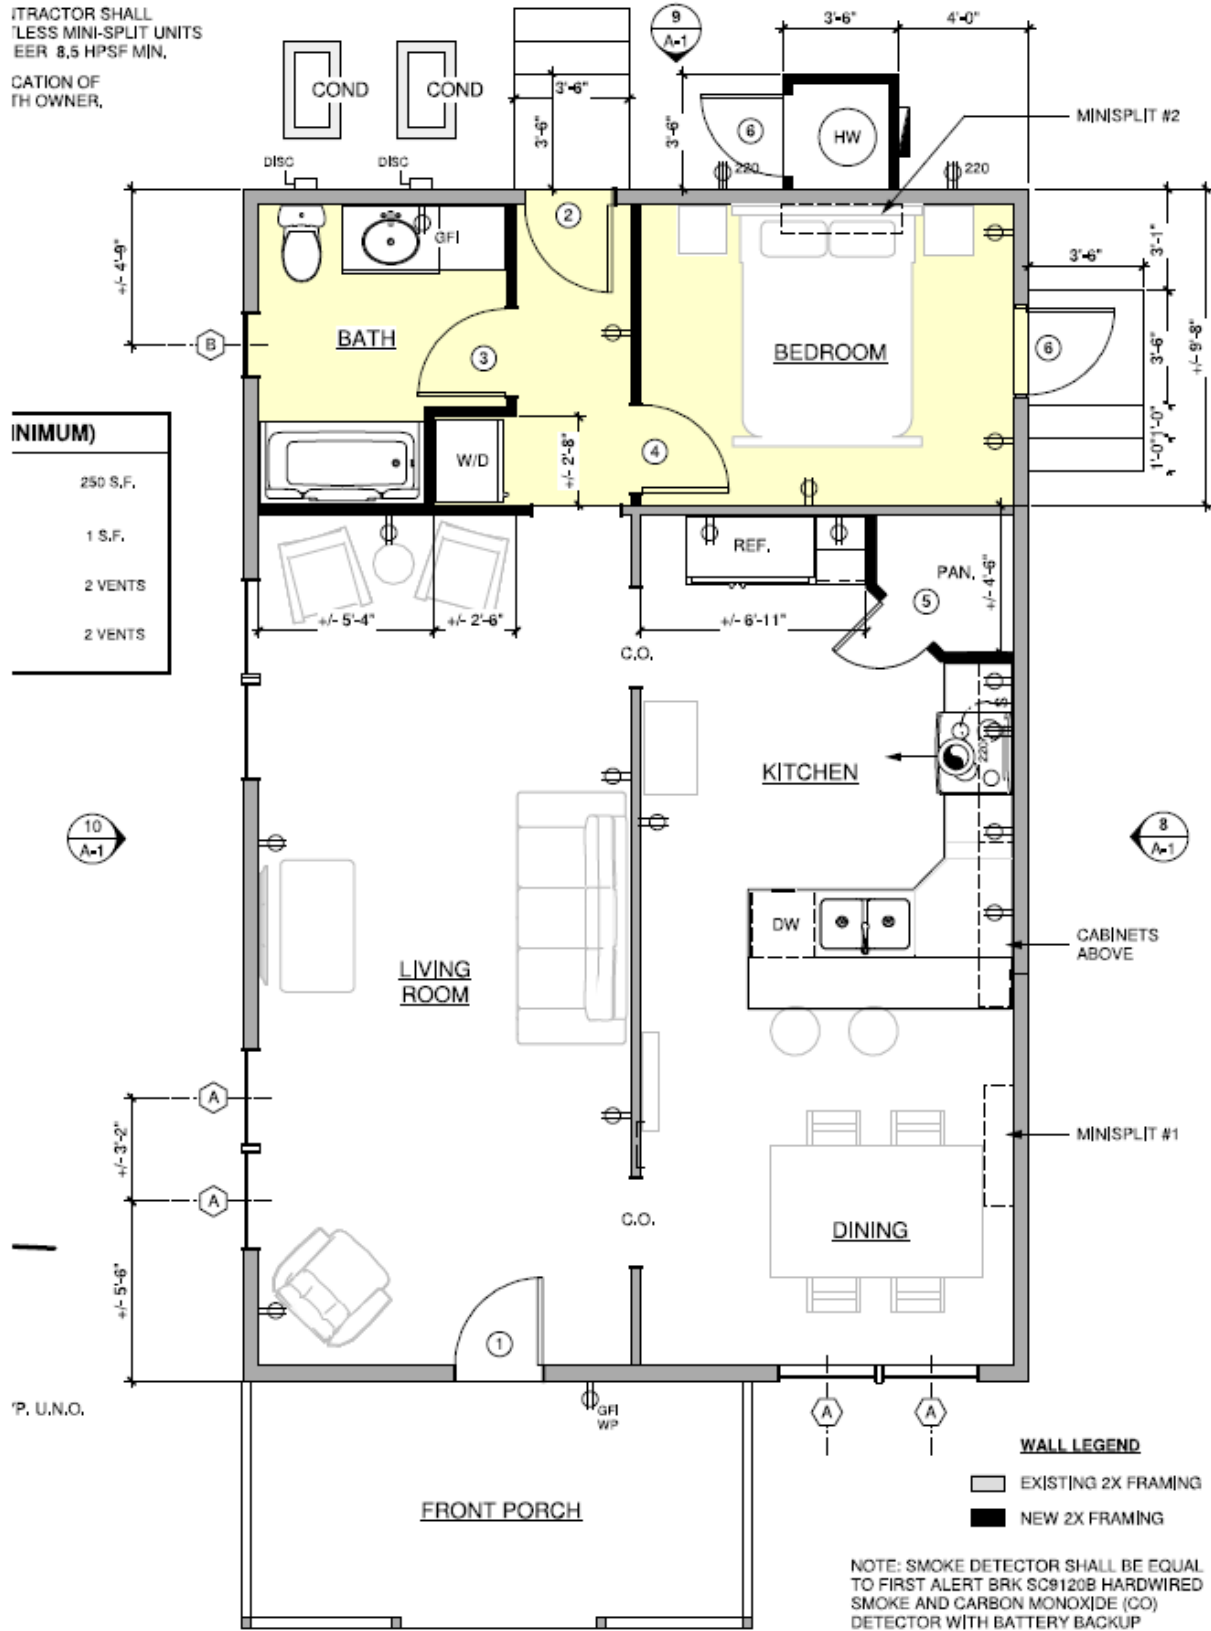 NTRACTOR SHALL
TLESS MINI-SPLIT UNITS
EER 8.5 HPSF MIN.
CATION OF
TH OWNER.
COND
COND
DISC
DISC
3'-6"
3'-6"
9
A-1
3'-6"
4'-0"
3'-6"
6
HW
220
220
MINISPLIT #2
+/- 4'-9"
B
GFI
2
BATH
3
BEDROOM
3'-1"
3'-6"
3'-6"
6
+/- 9'-8"
1'-0"
1'-0"
W/D
+/- 2'-8"
4
INIMUM)
250 S.F.
1 S.F.
2 VENTS
2 VENTS
REF.
PAN.
+/- 4'-6"
5
+/- 5'-4"
+/- 2'-6"
+/- 6'-11"
C.O.
S
220
KITCHEN
10
A-1
8
A-1
DW
CABINETS
ABOVE
LIVING
ROOM
A
+/- 3'-2"
A
MINISPLIT #1
C.O.
DINING
+/- 5'-6"
1
'P. U.N.O.
GFI
WP
A
A
FRONT PORCH
WALL LEGEND
EXISTING 2X FRAMING
NEW 2X FRAMING
NOTE: SMOKE DETECTOR SHALL BE EQUAL
TO FIRST ALERT BRK SC9120B HARDWIRED
SMOKE AND CARBON MONOXIDE (CO)
DETECTOR WITH BATTERY BACKUP